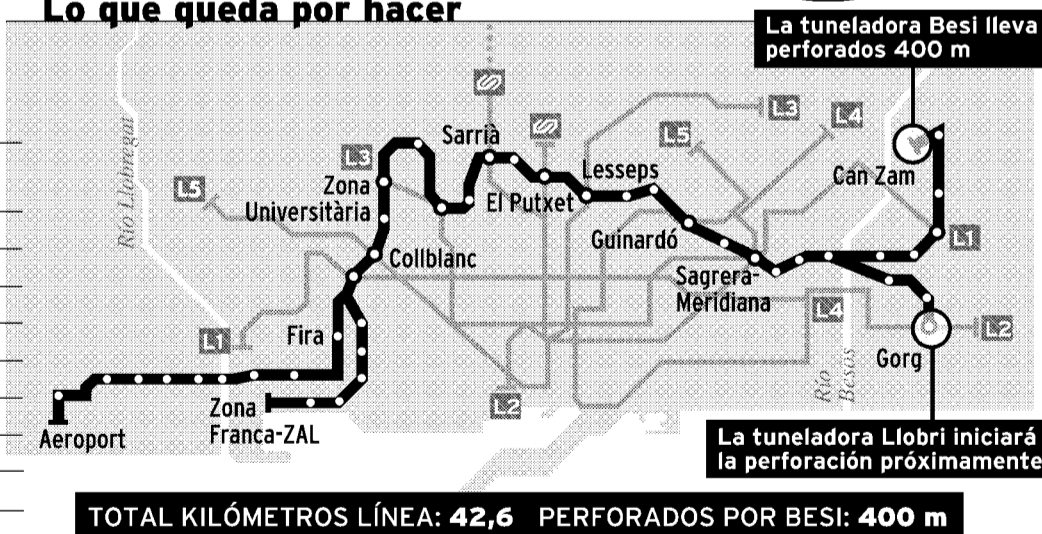 Lo que queda por hacer
La tuneladora Besi lleva
perforados 400 m
L3
L4
L5
Sarrià
L3
Lesseps
Can Zam
Zona
Universitària
L5
El Putxet
Río Llobregat
Guinardó
L1
Collblanc
Sagrera-
Meridiana
L4
L2
Fira
L1
Gorg
Río
Besòs
Zona
Franca-ZAL
L2
Aeroport
La tuneladora Llobri iniciará
la perforación próximamente
TOTAL KILÓMETROS LÍNEA: 42,6 PERFORADOS POR BESI: 400 m